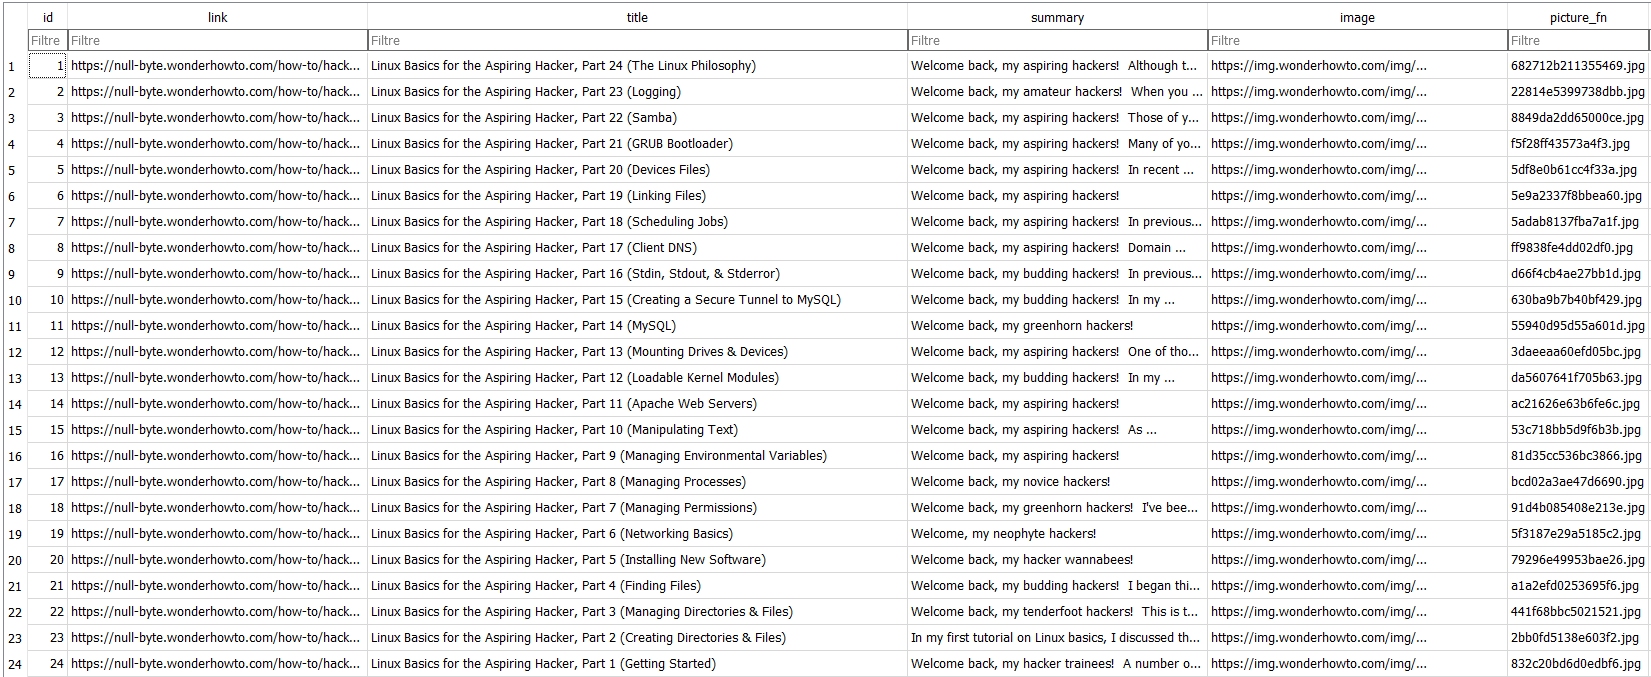 id link title summary image picture_fn
Filtre Filtre Filtre Filtre Filtre Filtre
1 1 https://null-byte.wonderhowto.com/how-to/hack... Linux Basics for the Aspiring Hacker, Part 24 (The Linux Philosophy) Welcome back, my aspiring hackers! Although t... https://img.wonderhowto.com/img/... 682712b211355469.jpg
2 2 https://null-byte.wonderhowto.com/how-to/hack... Linux Basics for the Aspiring Hacker, Part 23 (Logging) Welcome back, my amateur hackers! When you ... https://img.wonderhowto.com/img/... 22814e5399738dbb.jpg
3 3 https://null-byte.wonderhowto.com/how-to/hack... Linux Basics for the Aspiring Hacker, Part 22 (Samba) Welcome back, my aspiring hackers! Those of y... https://img.wonderhowto.com/img/... 8849da2dd65000ce.jpg
4 4 https://null-byte.wonderhowto.com/how-to/hack... Linux Basics for the Aspiring Hacker, Part 21 (GRUB Bootloader) Welcome back, my aspiring hackers! Many of yo... https://img.wonderhowto.com/img/... f5f28ff43573a4f3.jpg
5 5 https://null-byte.wonderhowto.com/how-to/hack... Linux Basics for the Aspiring Hacker, Part 20 (Devices Files) Welcome back, my aspiring hackers! In recent ... https://img.wonderhowto.com/img/... 5df8e0b61cc4f33a.jpg
6 6 https://null-byte.wonderhowto.com/how-to/hack... Linux Basics for the Aspiring Hacker, Part 19 (Linking Files) Welcome back, my aspiring hackers! https://img.wonderhowto.com/img/... 5e9a2337f8bbea60.jpg
7 7 https://null-byte.wonderhowto.com/how-to/hack... Linux Basics for the Aspiring Hacker, Part 18 (Scheduling Jobs) Welcome back, my aspiring hackers! In previous... https://img.wonderhowto.com/img/... 5adab8137fba7a1f.jpg
8 8 https://null-byte.wonderhowto.com/how-to/hack... Linux Basics for the Aspiring Hacker, Part 17 (Client DNS) Welcome back, my aspiring hackers! Domain ... https://img.wonderhowto.com/img/... ff9838fe4dd02df0.jpg
9 9 https://null-byte.wonderhowto.com/how-to/hack... Linux Basics for the Aspiring Hacker, Part 16 (Stdin, Stdout, & Stderror) Welcome back, my budding hackers! In previous... https://img.wonderhowto.com/img/... d66f4cb4ae27bb1d.jpg
10 10 https://null-byte.wonderhowto.com/how-to/hack... Linux Basics for the Aspiring Hacker, Part 15 (Creating a Secure Tunnel to MySQL) Welcome back, my budding hackers! In my ... https://img.wonderhowto.com/img/... 630ba9b7b40bf429.jpg
11 11 https://null-byte.wonderhowto.com/how-to/hack... Linux Basics for the Aspiring Hacker, Part 14 (MySQL) Welcome back, my greenhorn hackers! https://img.wonderhowto.com/img/... 55940d95d55a601d.jpg
12 12 https://null-byte.wonderhowto.com/how-to/hack... Linux Basics for the Aspiring Hacker, Part 13 (Mounting Drives & Devices) Welcome back, my aspiring hackers! One of tho... https://img.wonderhowto.com/img/... 3daeeaa60efd05bc.jpg
13 13 https://null-byte.wonderhowto.com/how-to/hack... Linux Basics for the Aspiring Hacker, Part 12 (Loadable Kernel Modules) Welcome back, my budding hackers! In my ... https://img.wonderhowto.com/img/... da5607641f705b63.jpg
14 14 https://null-byte.wonderhowto.com/how-to/hack... Linux Basics for the Aspiring Hacker, Part 11 (Apache Web Servers) Welcome back, my aspiring hackers! https://img.wonderhowto.com/img/... ac21626e63b6fe6c.jpg
15 15 https://null-byte.wonderhowto.com/how-to/hack... Linux Basics for the Aspiring Hacker, Part 10 (Manipulating Text) Welcome back, my aspiring hackers! As ... https://img.wonderhowto.com/img/... 53c718bb5d9f6b3b.jpg
16 16 https://null-byte.wonderhowto.com/how-to/hack... Linux Basics for the Aspiring Hacker, Part 9 (Managing Environmental Variables) Welcome back, my aspiring hackers! https://img.wonderhowto.com/img/... 81d35cc536bc3866.jpg
17 17 https://null-byte.wonderhowto.com/how-to/hack... Linux Basics for the Aspiring Hacker, Part 8 (Managing Processes) Welcome back, my novice hackers! https://img.wonderhowto.com/img/... bcd02a3ae47d6690.jpg
18 18 https://null-byte.wonderhowto.com/how-to/hack... Linux Basics for the Aspiring Hacker, Part 7 (Managing Permissions) Welcome back, my greenhorn hackers! I've bee... https://img.wonderhowto.com/img/... 91d4b085408e213e.jpg
19 19 https://null-byte.wonderhowto.com/how-to/hack... Linux Basics for the Aspiring Hacker, Part 6 (Networking Basics) Welcome, my neophyte hackers! https://img.wonderhowto.com/img/... 5f3187e29a5185c2.jpg
20 20 https://null-byte.wonderhowto.com/how-to/hack... Linux Basics for the Aspiring Hacker, Part 5 (Installing New Software) Welcome back, my hacker wannabees! https://img.wonderhowto.com/img/... 79296e49953bae26.jpg
21 21 https://null-byte.wonderhowto.com/how-to/hack... Linux Basics for the Aspiring Hacker, Part 4 (Finding Files) Welcome back, my budding hackers! I began thi... https://img.wonderhowto.com/img/... a1a2efd0253695f6.jpg
22 22 https://null-byte.wonderhowto.com/how-to/hack... Linux Basics for the Aspiring Hacker, Part 3 (Managing Directories & Files) Welcome back, my tenderfoot hackers! This is t... https://img.wonderhowto.com/img/... 441f68bbc5021521.jpg
23 23 https://null-byte.wonderhowto.com/how-to/hack... Linux Basics for the Aspiring Hacker, Part 2 (Creating Directories & Files) In my first tutorial on Linux basics, I discussed th... https://img.wonderhowto.com/img/... 2bb0fd5138e603f2.jpg
24 24 https://null-byte.wonderhowto.com/how-to/hack... Linux Basics for the Aspiring Hacker, Part 1 (Getting Started) Welcome back, my hacker trainees! A number o... https://img.wonderhowto.com/img/... 832c20bd6d0edbf6.jpg